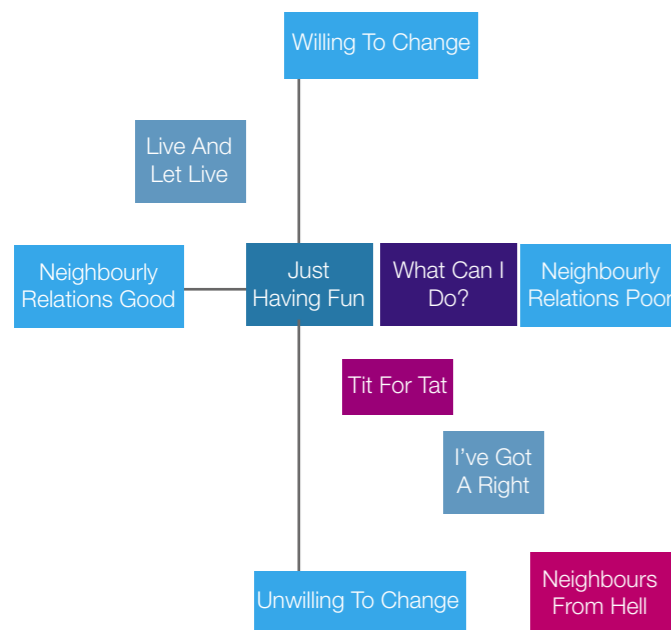 Willing To Change
Live And
Let Live
Neighbourly
Relations Good
Just
Having Fun
What Can I
Do?
Neighbourly
Relations Poor
Tit For Tat
I've Got
A Right
Neighbours
From Hell
Unwilling To Change